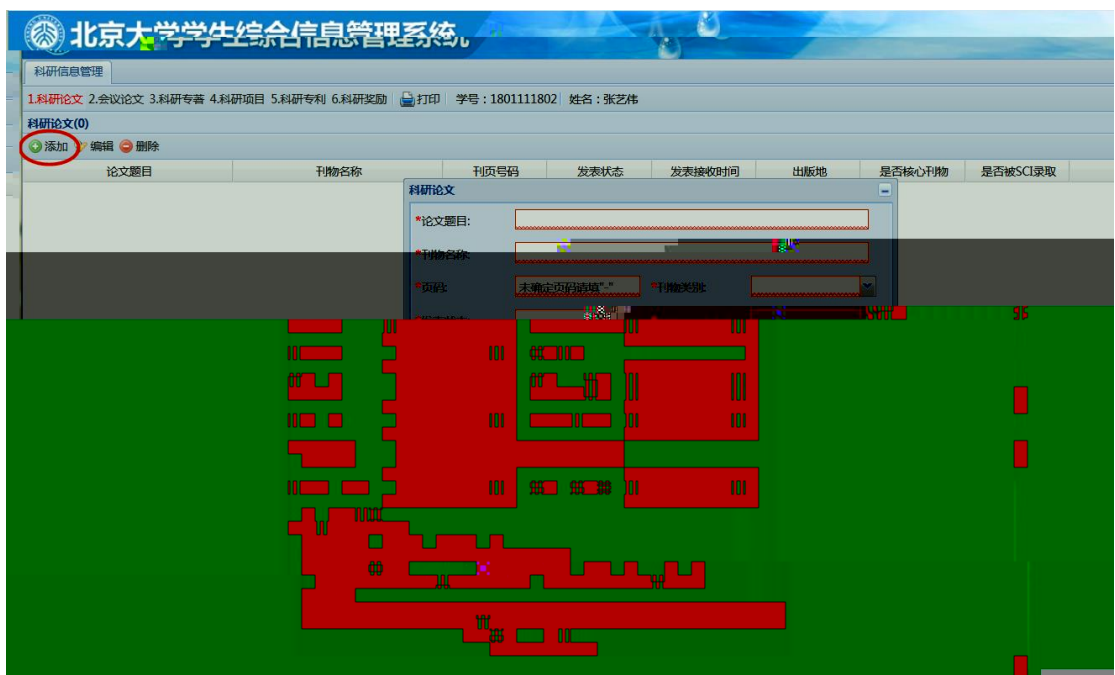 北京大学学生综合信息管理系统
科研信息管理
1.科研论文 2.会议论文 3.科研专著 4.科研项目 5.科研专利 6.科研奖励 打印 学号：1801111802 姓名：张艺伟
科研论文(0)
添加 编辑 删除
论文题目 刊物名称 刊页号码 发表状态 发表接收时间 出版地 是否核心刊物 是否被SCI录取
科研论文
*论文题目:
*刊物名称:
*页码: 未确定页码请填"-" *刊物类别: